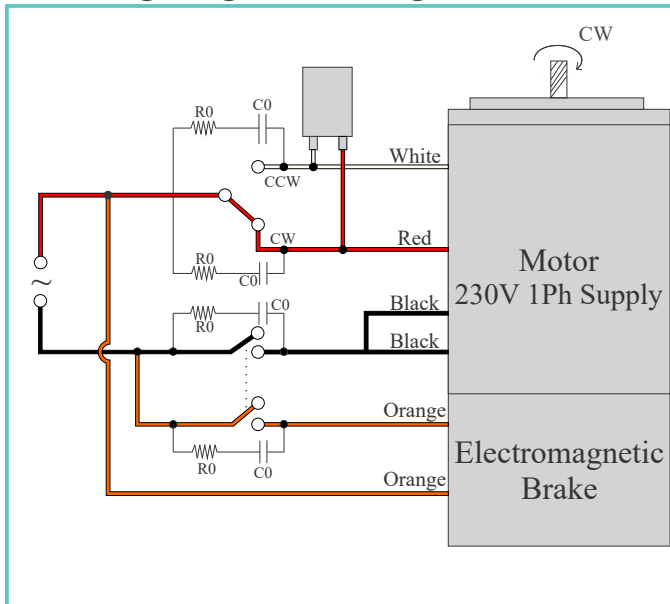 CW
R0
C0
White
CCW
CW
Red
R0
C0
Motor
230V 1Ph Supply
C0
R0
Black
Black
Orange
R0
C0
Electromagnetic
Brake
Orange
~